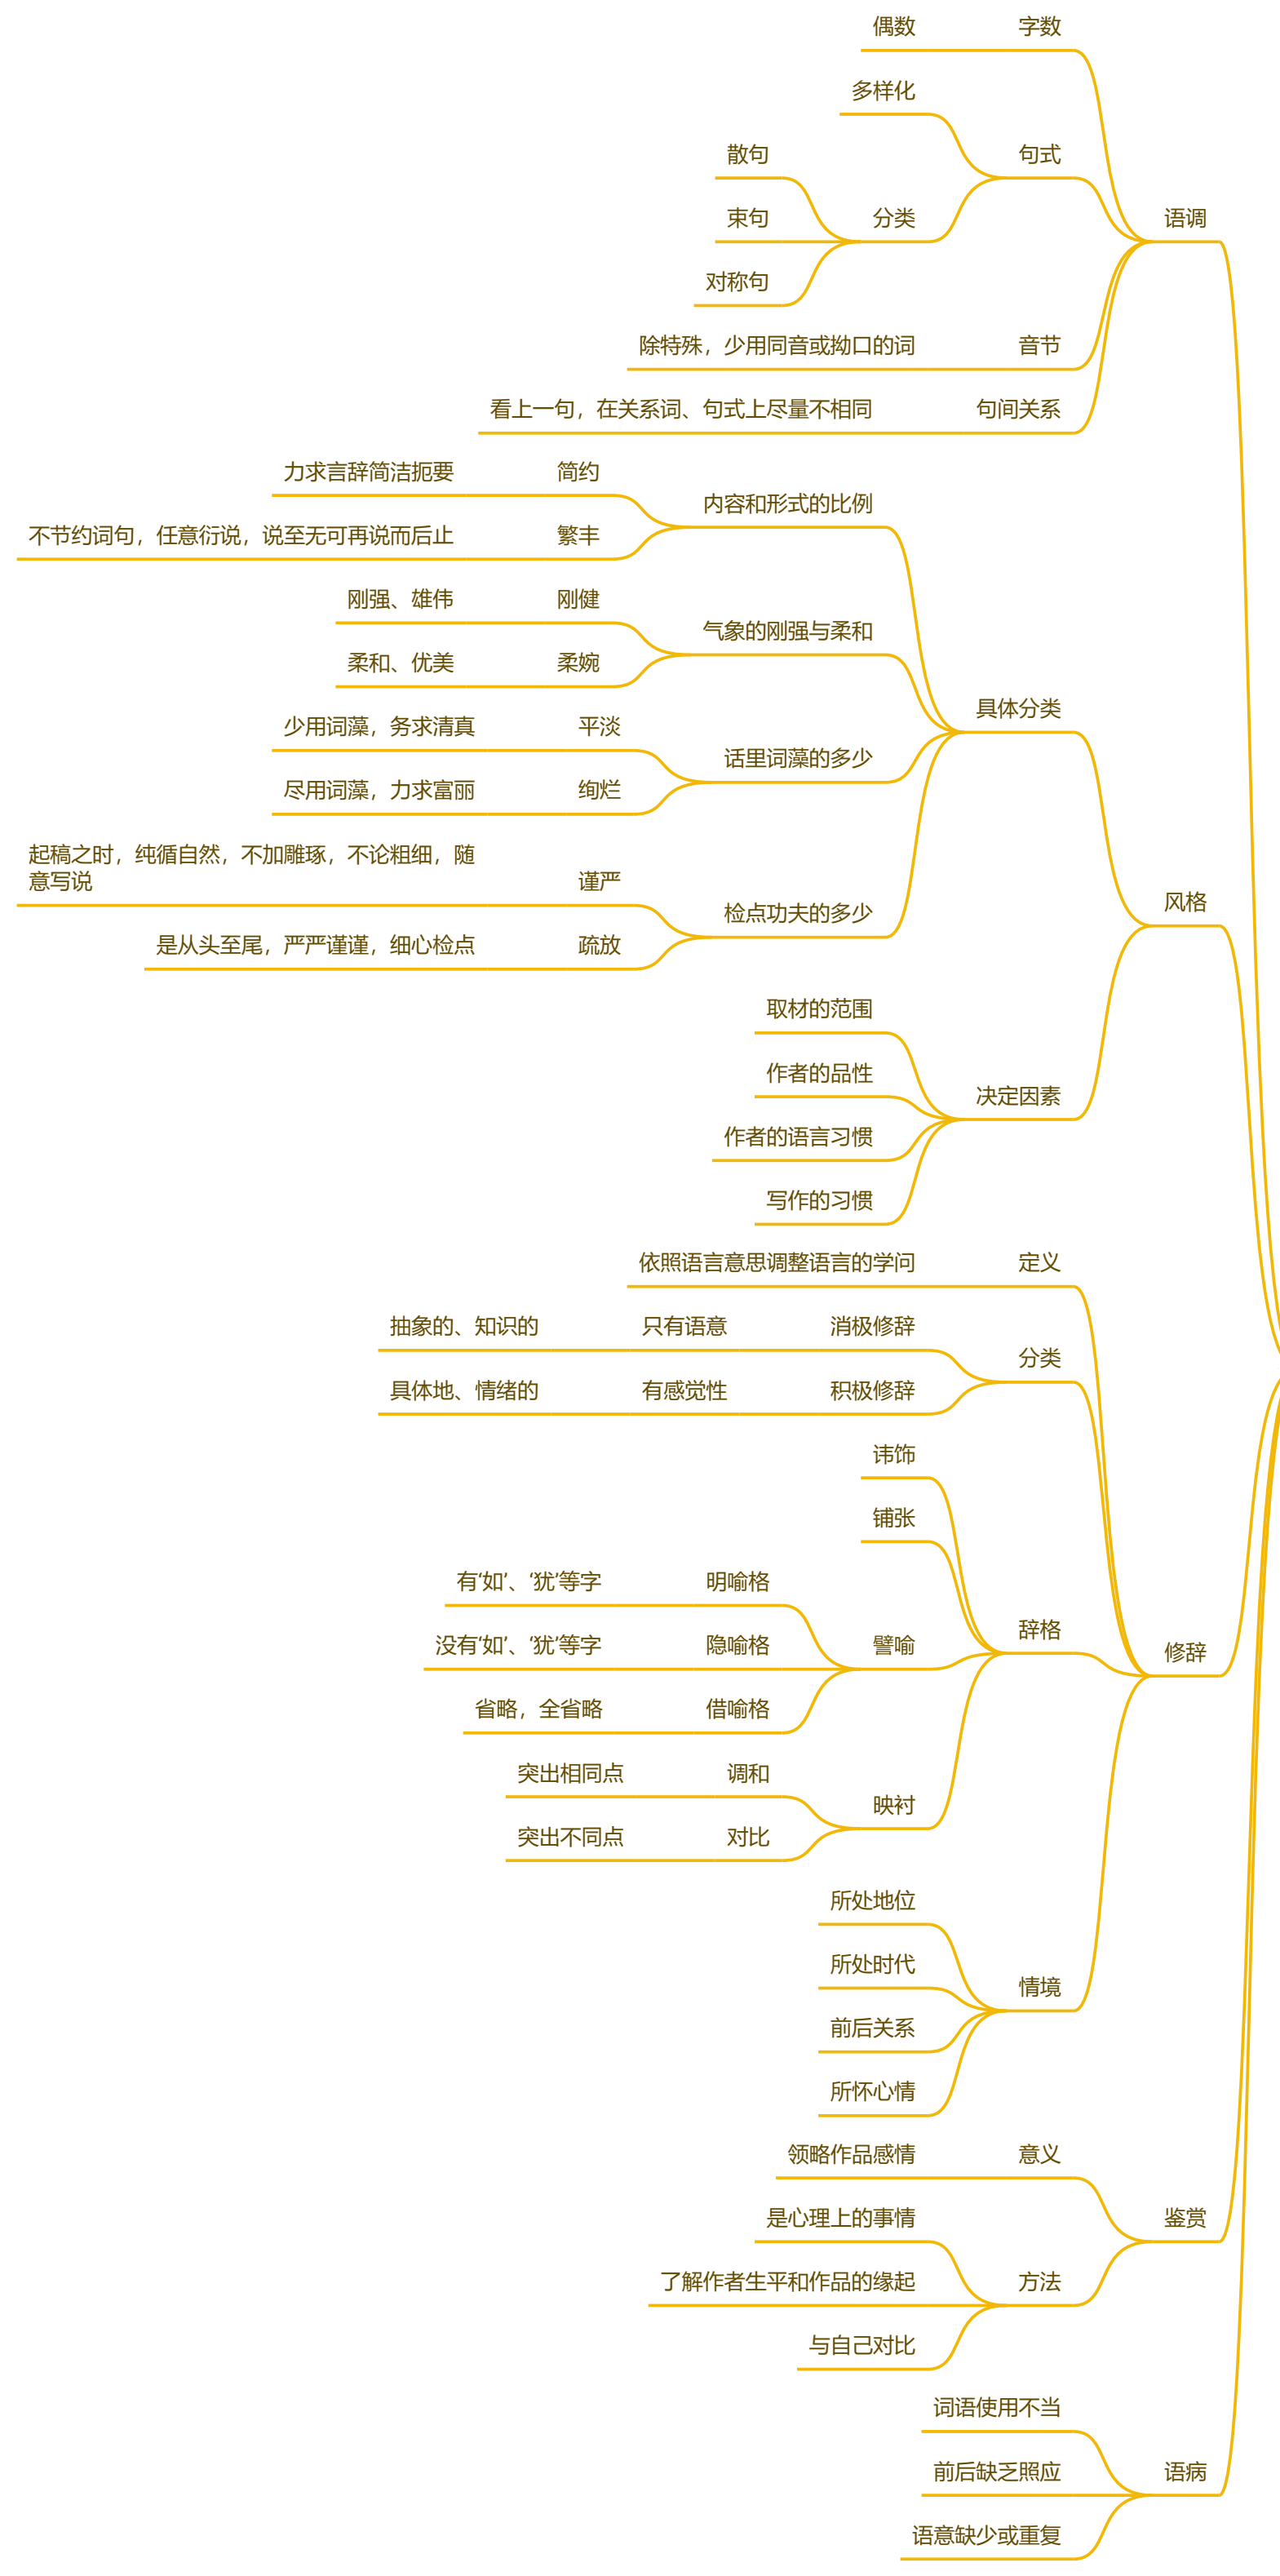 偶数
字数
多样化
散句
句式
束句
分类
语调
对称句
除特殊，少用同音或拗口的词
音节
看上一句，在关系词、句式上尽量不相同
句间关系
力求言辞简洁扼要
简约
内容和形式的比例
不节约词句，任意衍说，说至无可再说而后止
繁丰
刚强、雄伟
刚健
气象的刚强与柔和
柔和、优美
柔婉
具体分类
少用词藻，务求清真
平淡
话里词藻的多少
尽用词藻，力求富丽
绚烂
起稿之时，纯循自然，不加雕琢，不论粗细，随
意写说
谨严
检点功夫的多少
风格
是从头至尾，严严谨谨，细心检点
疏放
取材的范围
作者的品性
决定因素
作者的语言习惯
写作的习惯
依照语言意思调整语言的学问
定义
抽象的、知识的
只有语意
消极修辞
分类
具体地、情绪的
有感觉性
积极修辞
讳饰
铺张
有‘如’、‘犹’等字
明喻格
辞格
没有‘如’、‘犹’等字
隐喻格
譬喻
修辞
省略，全省略
借喻格
突出相同点
调和
映衬
突出不同点
对比
所处地位
所处时代
情境
前后关系
所怀心情
领略作品感情
意义
是心理上的事情
鉴赏
了解作者生平和作品的缘起
方法
与自己对比
词语使用不当
前后缺乏照应
语病
语意缺少或重复